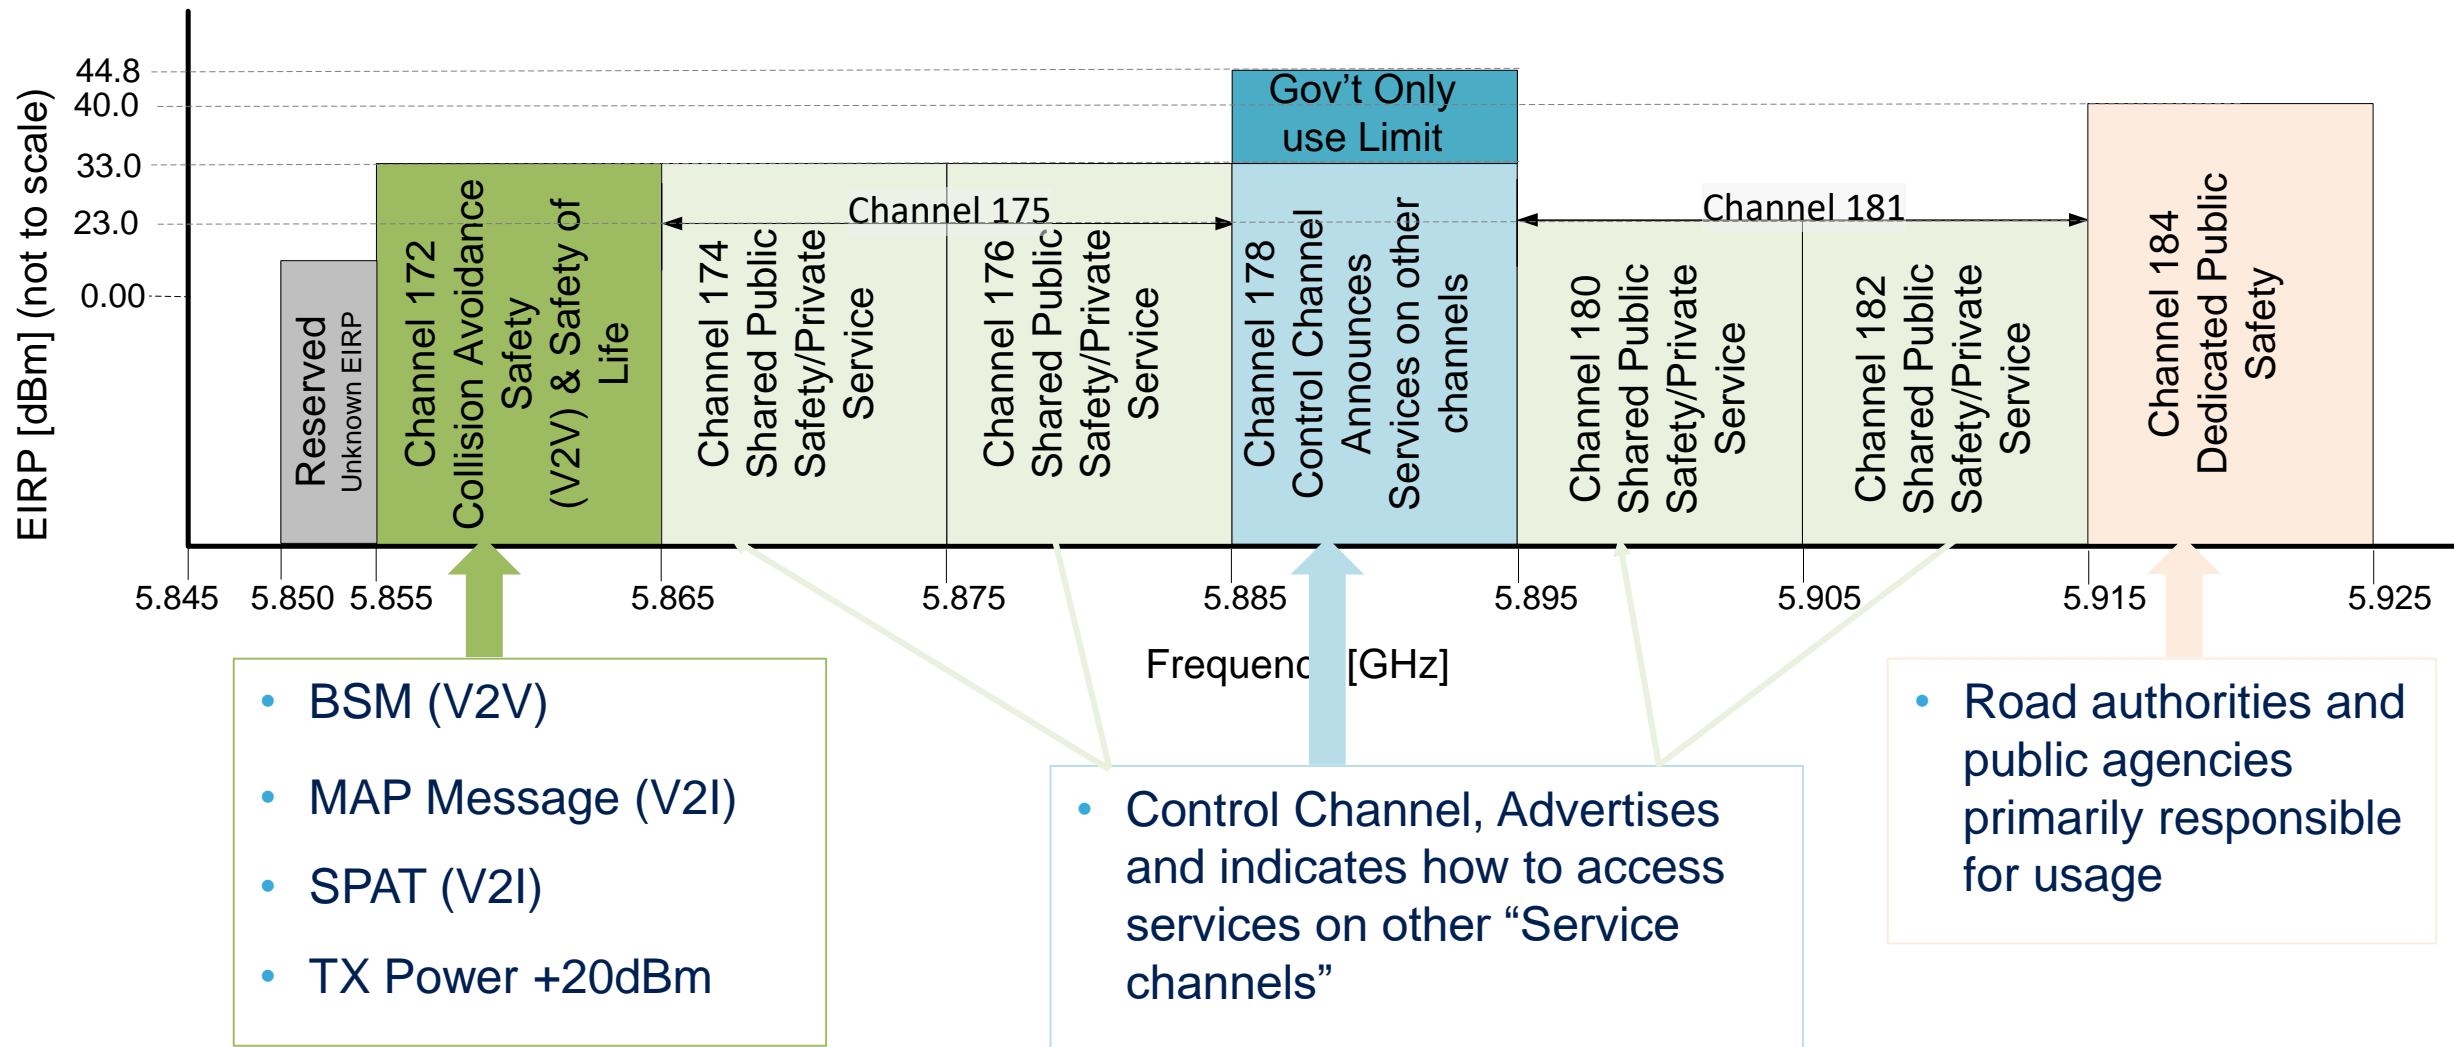 EIRP [dBm] (not to scale)
44.8
40.0
33.0
23.0
0.00
Reserved
Unknown EIRP
Channel 172
Collision Avoidance
Safety
(V2V) & Safety of
Life
Channel 175
Channel 174
Shared Public
Safety/Private
Service
Channel 176
Shared Public
Safety/Private
Service
Gov't Only
use Limit
Channel 178
Control Channel
Announces
Services on other
channels
Channel 181
Channel 180
Shared Public
Safety/Private
Service
Channel 182
Shared Public
Safety/Private
Service
Channel 184
Dedicated Public
Safety
5.845 5.850 5.855 5.865 5.875 5.885 5.895 5.905 5.915 5.925
Frequenc [GHz]
• BSM (V2V)
• MAP Message (V2I)
• SPAT (V2I)
• TX Power +20dBm
• Control Channel, Advertises
and indicates how to access
services on other “Service
channels”
• Road authorities and
public agencies
primarily responsible
for usage